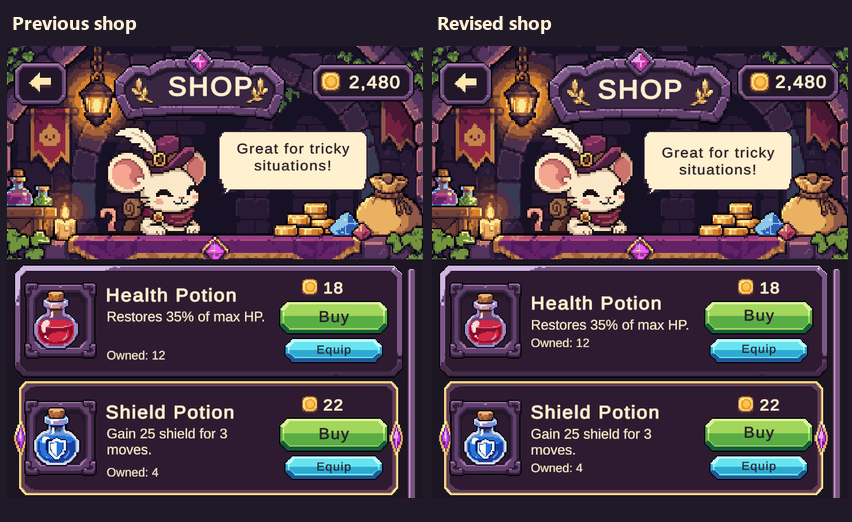 Previous shop
SHOP
2,480
Great for tricky
situations!
Health Potion
Restores 35% of max HP.
Owned: 12
18
Buy
Equip
Shield Potion
Gain 25 shield for 3
moves.
Owned: 4
22
Buy
Equip
Revised shop
SHOP
2,480
Great for tricky
situations!
Health Potion
Restores 35% of max HP.
Owned: 12
18
Buy
Equip
Shield Potion
Gain 25 shield for 3
moves.
Owned: 4
22
Buy
Equip